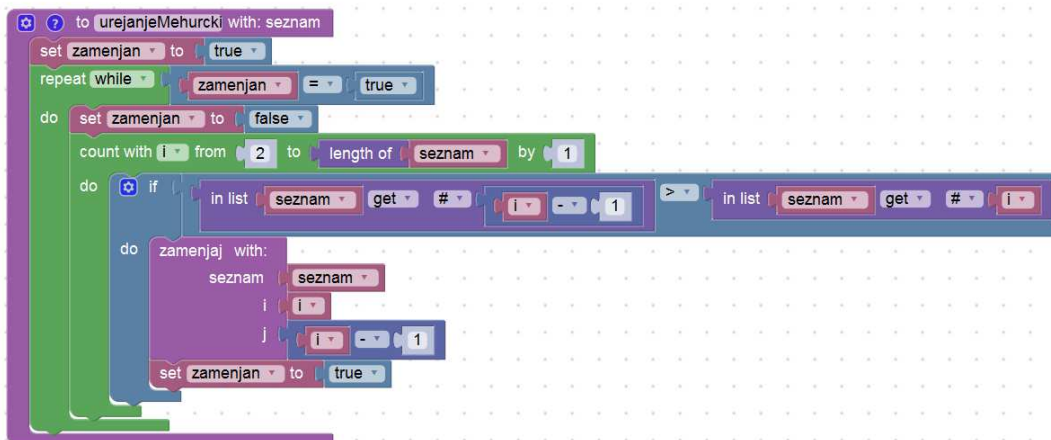 ? to urejanjeMehurcki with: seznam
set zamenjan to true
repeat while zamenjan = true
do set zamenjan to false
count with i from 2 to length of seznam by 1
do if in list seznam get # i - 1 > in list seznam get # i
do zamenjaj with:
seznam seznam
i i
j i - 1
set zamenjan to true